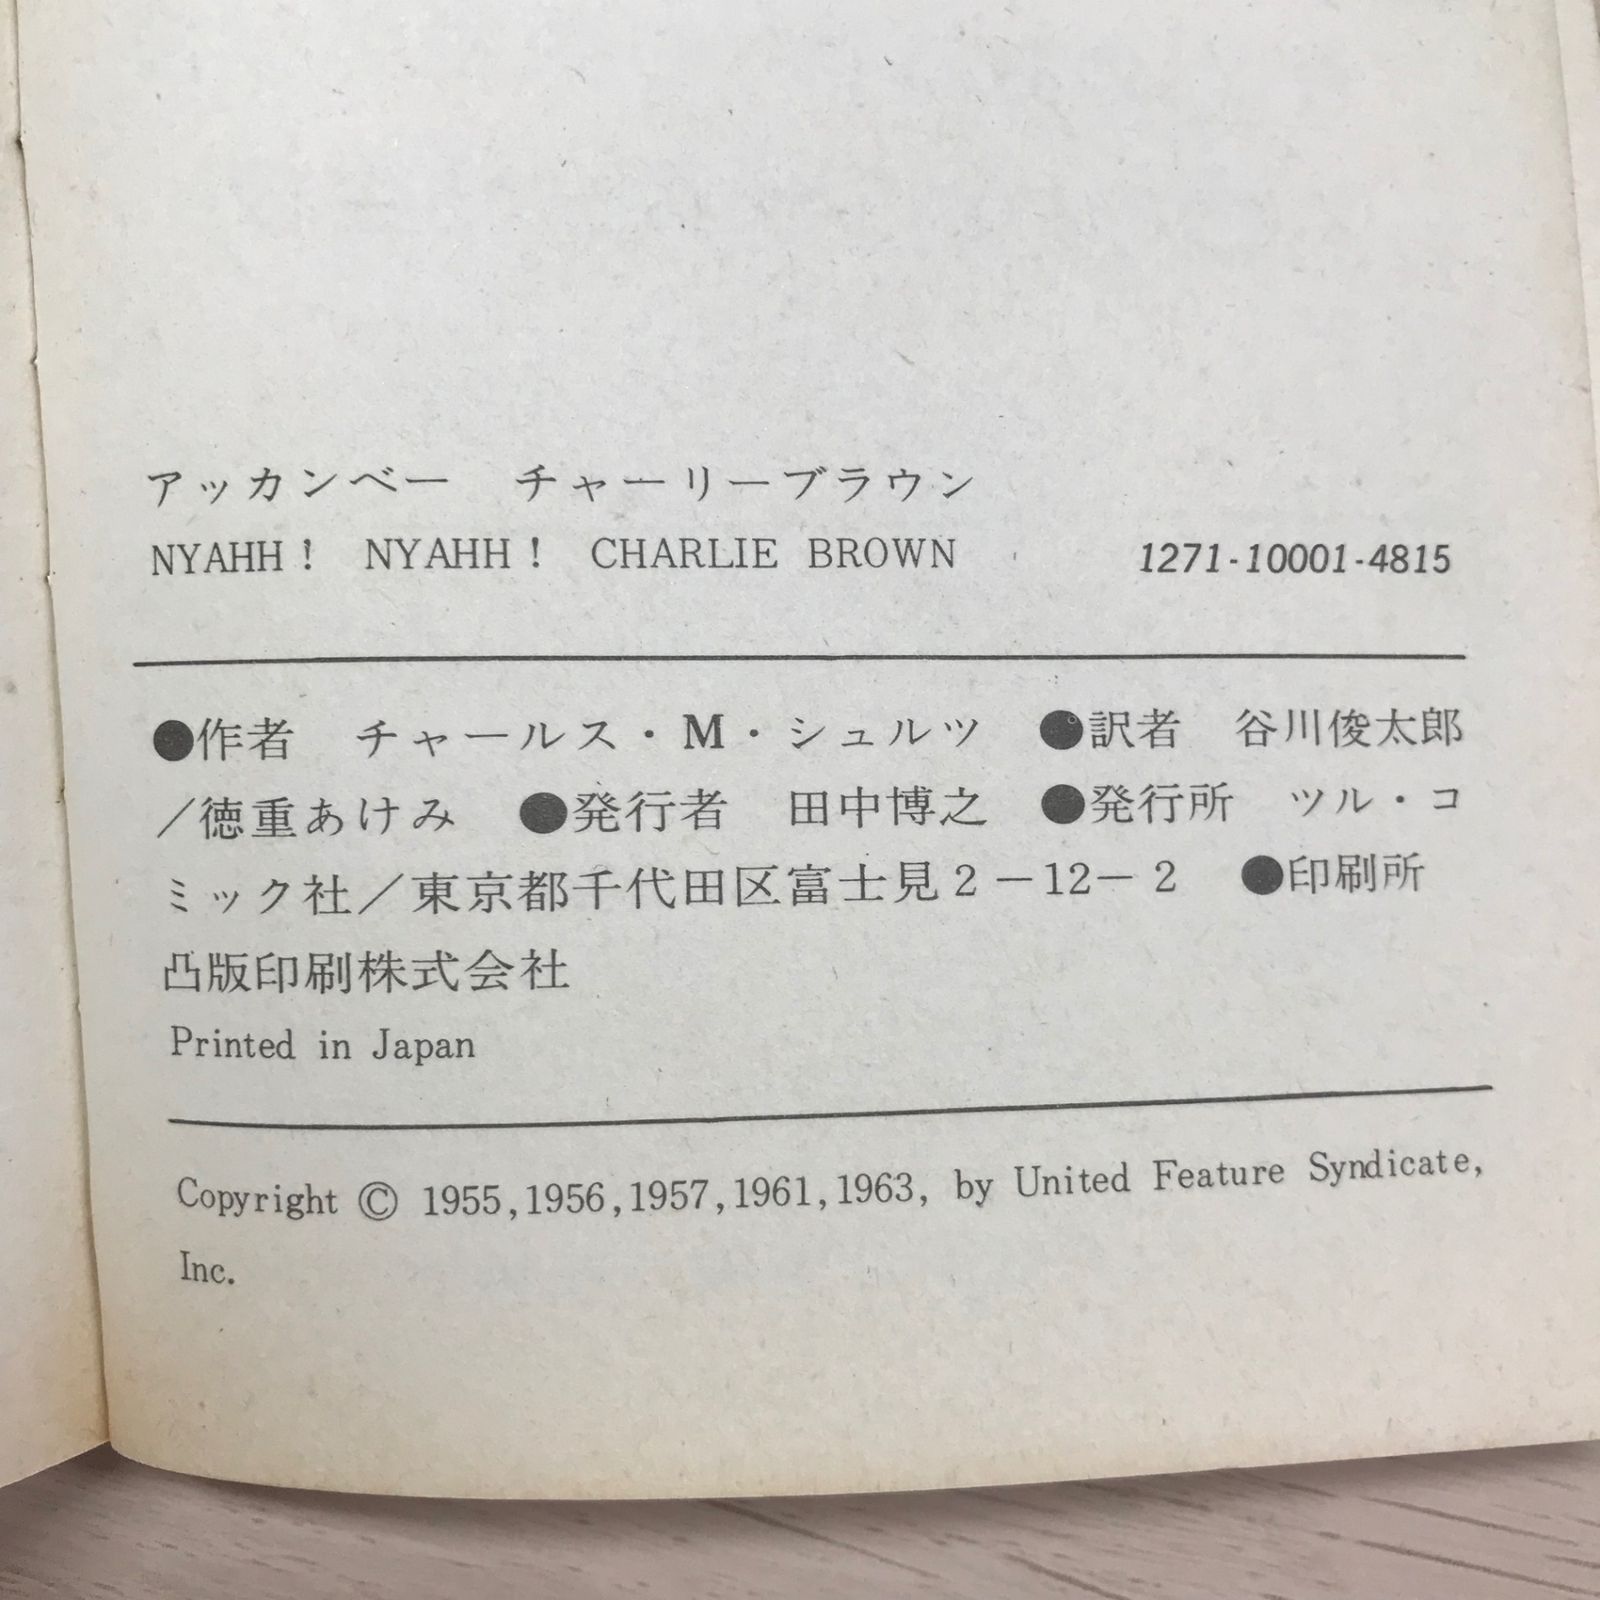 アッカンベー　チャーリーブラウン
NYAHH！ NYAHH！ CHARLIE BROWN 1271-10001-4815
●作者　チャールス・M・シュルツ　●訳者　谷川俊太郎
／徳重あけみ　●発行者　田中博之　●発行所　ツル・コ
ミック社／東京都千代田区富士見2－12－2　●印刷所
凸版印刷株式会社
Printed in Japan
Copyright © 1955,1956,1957,1961,1963, by United Feature Syndicate,
Inc.